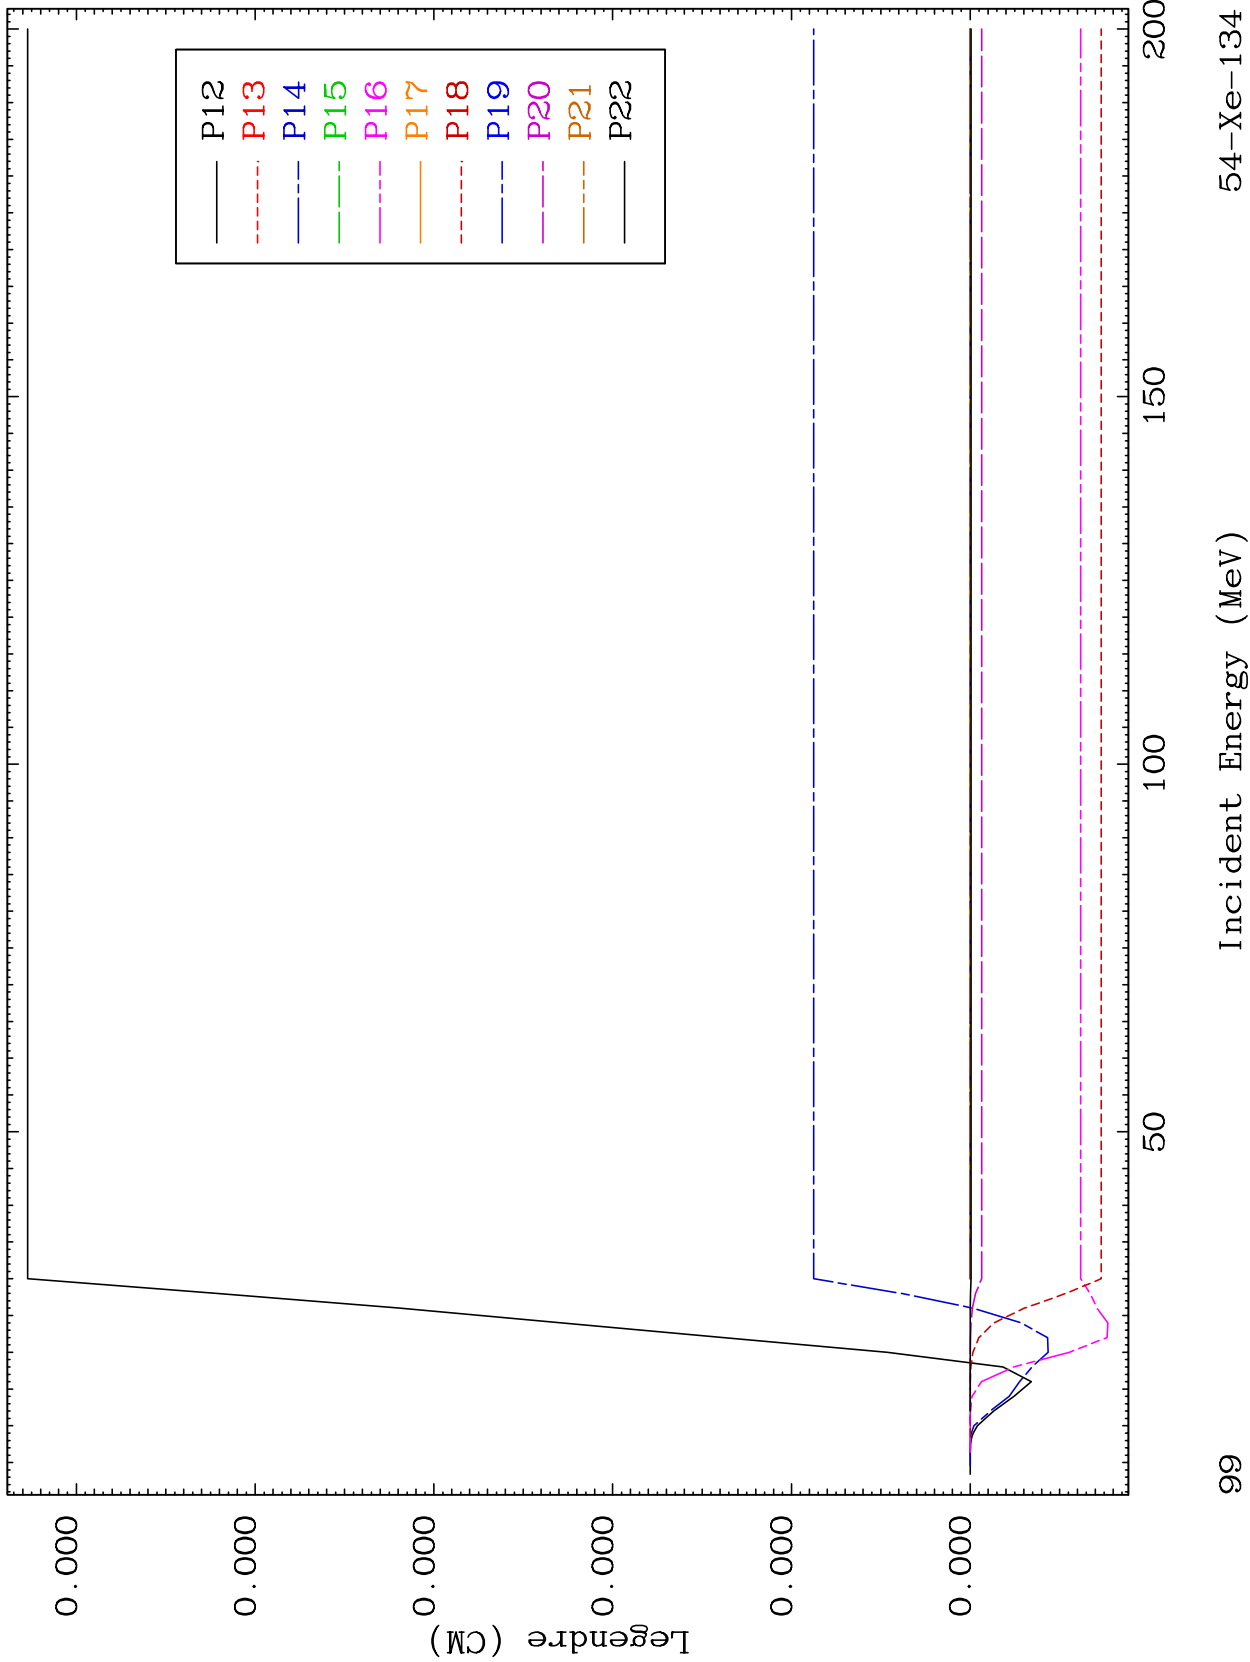 Legendre (CM)
0.000
0.000
0.000
0.000
0.000
0.000
P12
P13
P14
P15
P16
P17
P18
P19
P20
P21
P22
50
100
150
200
99
Incident Energy (MeV)
54-Xe-134